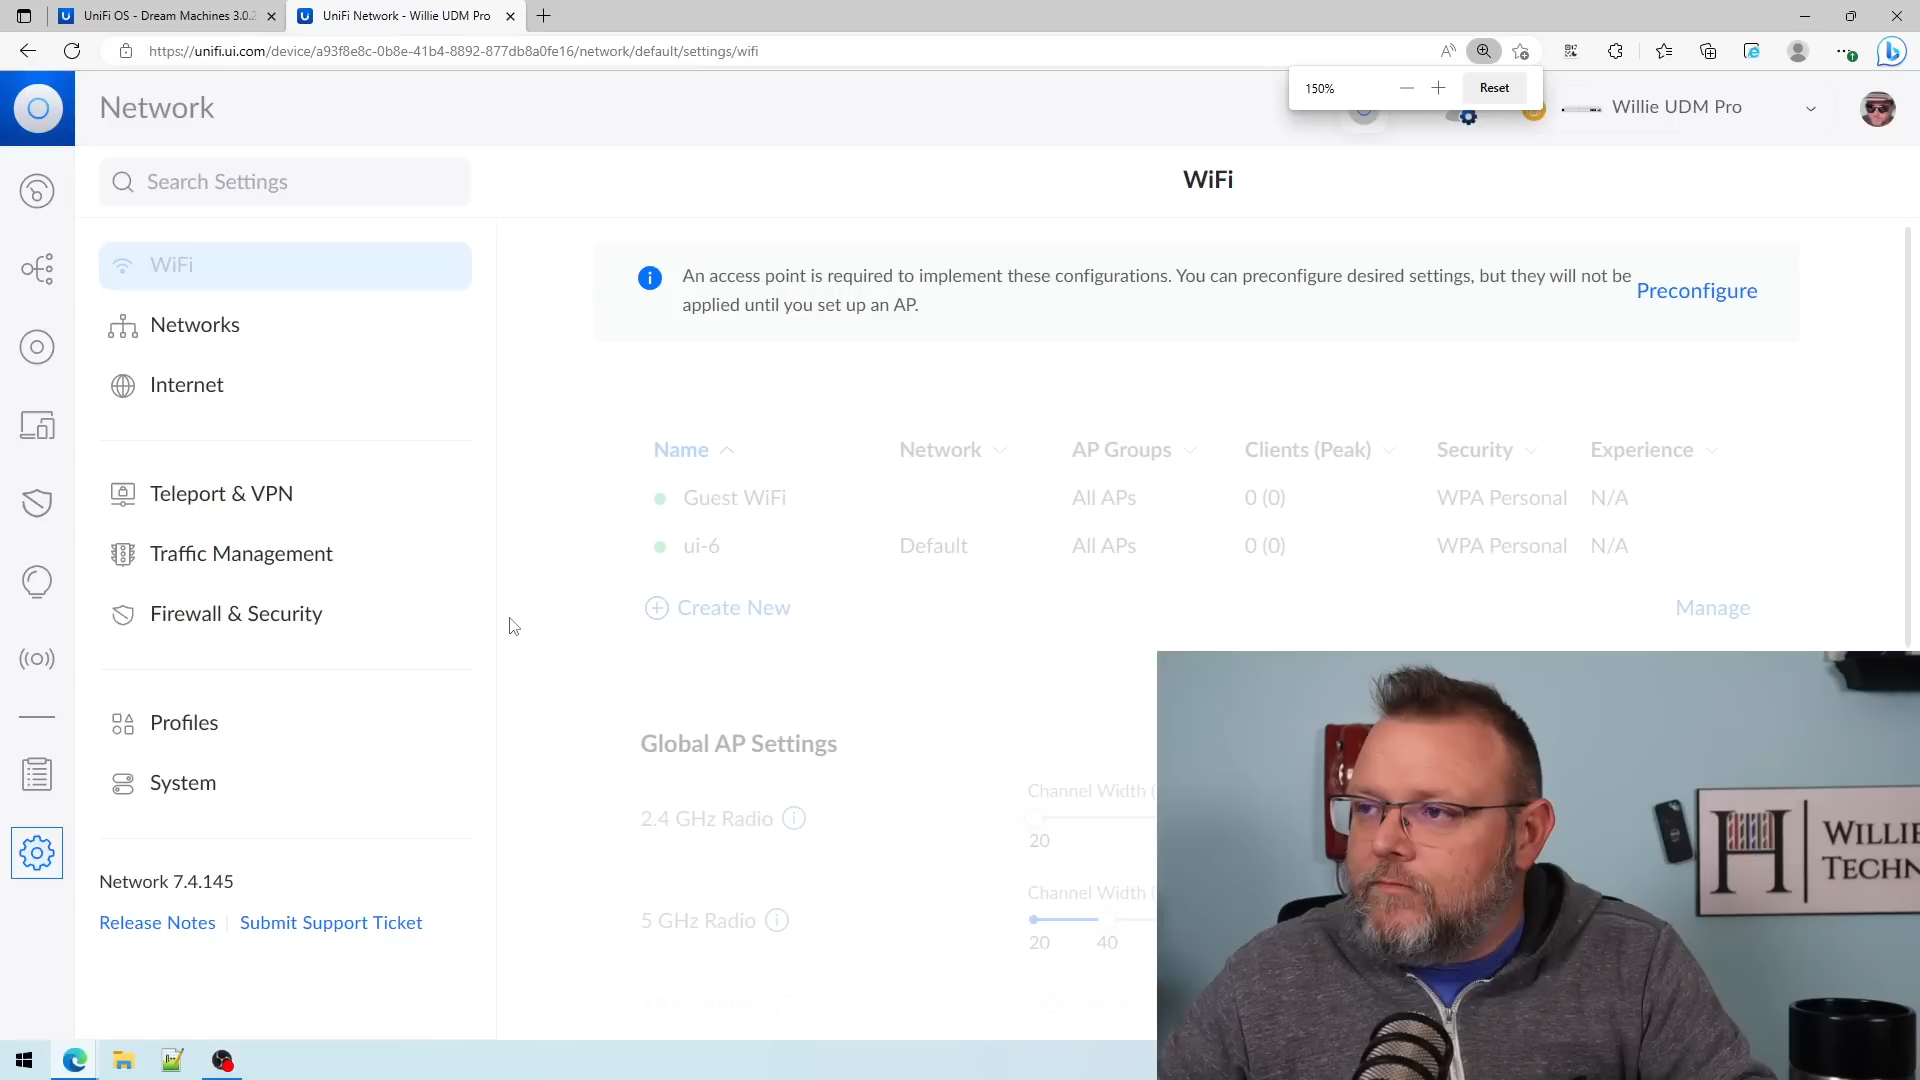 UniFi OS - Dream Machines 3.0.2
UniFi Network - Willie UDM Pro
https://unifi.ui.com/device/a93f8e8c-0b8e-41b4-8892-877db8a0fe16/network/default/settings/wifi
150%
Reset
Network
Willie UDM Pro
Search Settings
WiFi
WiFi
Networks
Internet
Teleport & VPN
Traffic Management
Firewall & Security
Profiles
System
Network 7.4.145
Release Notes | Submit Support Ticket
An access point is required to implement these configurations. You can preconfigure desired settings, but they will not be
applied until you set up an AP.
Preconfigure
Name Network AP Groups Clients (Peak) Security Experience
Guest WiFi All APs 0 (0) WPA Personal N/A
ui-6 Default All APs 0 (0) WPA Personal N/A
Create New
Manage
Global AP Settings
Channel Width (
2.4 GHz Radio
20
Channel Width (
5 GHz Radio
20 40
H
WILLIE
TECHN